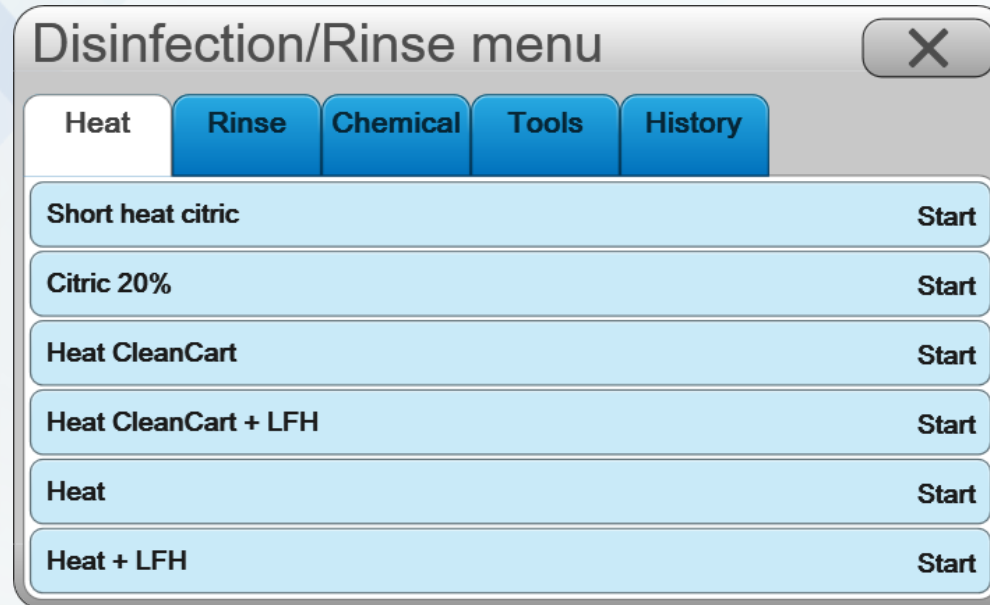 Disinfection/Rinse menu
Heat Rinse Chemical Tools History
Short heat citric Start
Citric 20% Start
Heat CleanCart Start
Heat CleanCart + LFH Start
Heat Start
Heat + LFH Start